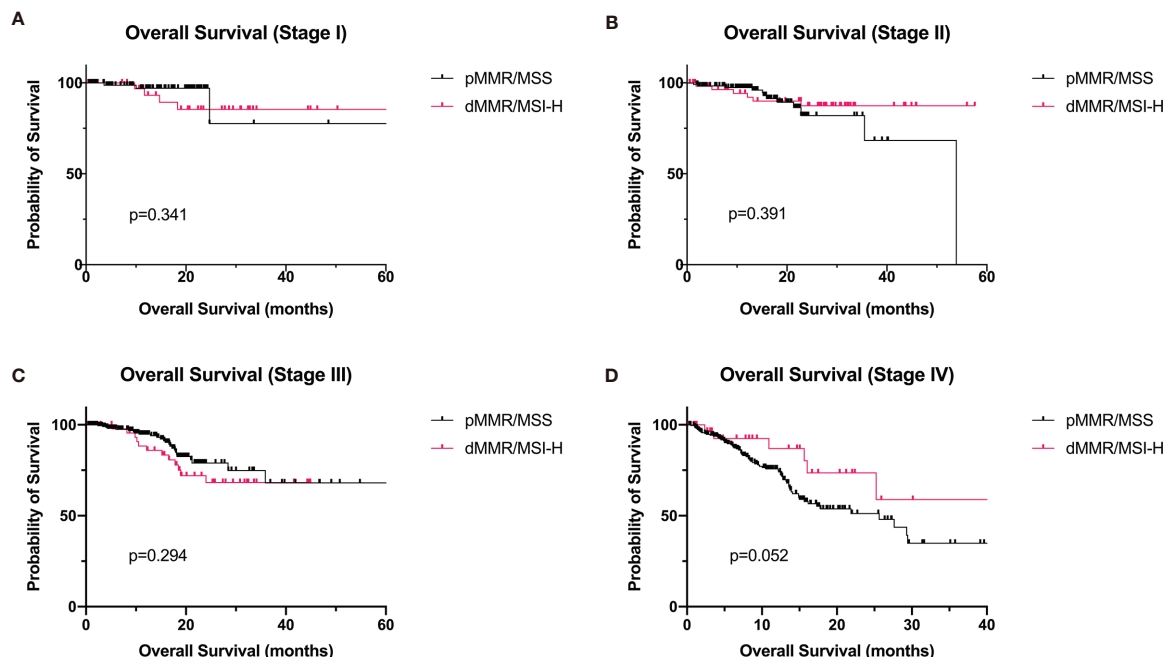 A
Overall Survival (Stage I)
Probability of Survival
100
50
0
p=0.341
0 20 40 60
Overall Survival (months)
pMMR/MSS
dMMR/MSI-H
B
Overall Survival (Stage II)
Probability of Survival
100
50
0
p=0.391
0 20 40 60
Overall Survival (months)
pMMR/MSS
dMMR/MSI-H
C
Overall Survival (Stage III)
Probability of Survival
100
50
0
p=0.294
0 20 40 60
Overall Survival (months)
pMMR/MSS
dMMR/MSI-H
D
Overall Survival (Stage IV)
Probability of Survival
100
50
0
p=0.052
0 10 20 30 40
Overall Survival (months)
pMMR/MSS
dMMR/MSI-H